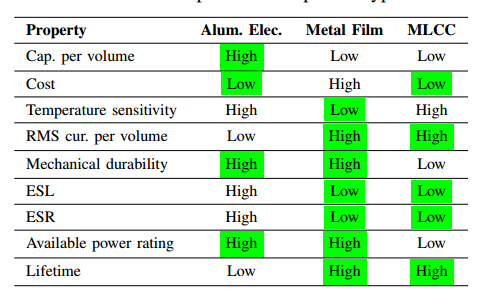 Property Alum. Elec. Metal Film MLCC
Cap. per volume High Low Low
Cost Low High Low
Temperature sensitivity High Low High
RMS cur. per volume Low High High
Mechanical durability High High Low
ESL High Low Low
ESR High Low Low
Available power rating High High Low
Lifetime Low High High